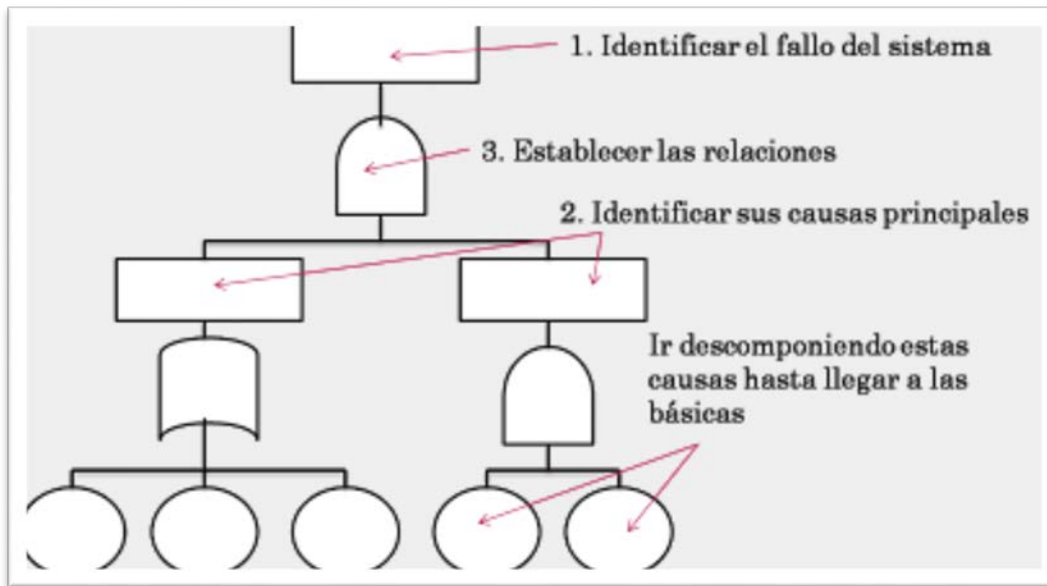 1. Identificar el fallo del sistema
3. Establecer las relaciones
2. Identificar sus causas principales
Ir descomponiendo estas
causas hasta llegar a las
básicas